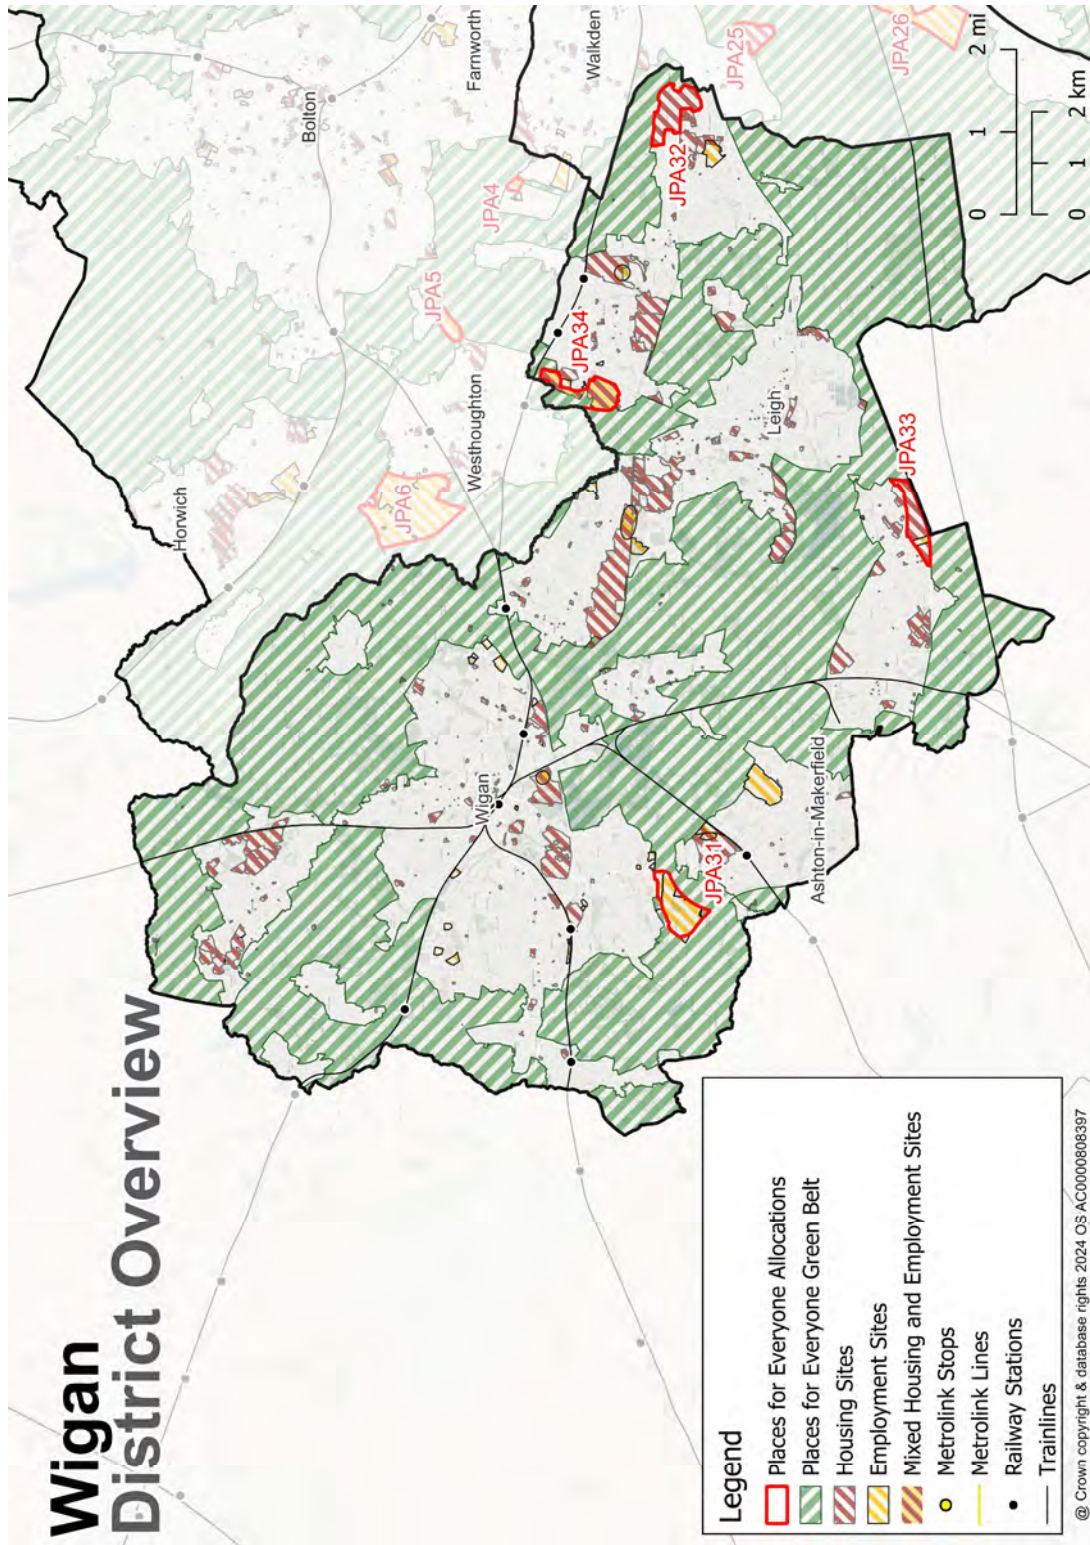 Wigan
District Overview
Horwich
Bolton
JPA6
JPA5
Farnworth
Westhoughton
JPA4
Walkden
JPA25
JPA34
JPA26
Wigan
JPA32
Leigh
JPA31
Ashton-in-Makerfield
JPA33
Legend
Places for Everyone Allocations
Places for Everyone Green Belt
Housing Sites
Employment Sites
Mixed Housing and Employment Sites
Metrolink Stops
Metrolink Lines
Railway Stations
Trainlines
0 1 2 mi
0 1 2 km
@ Crown copyright & database rights 2024 OS AC0000808397